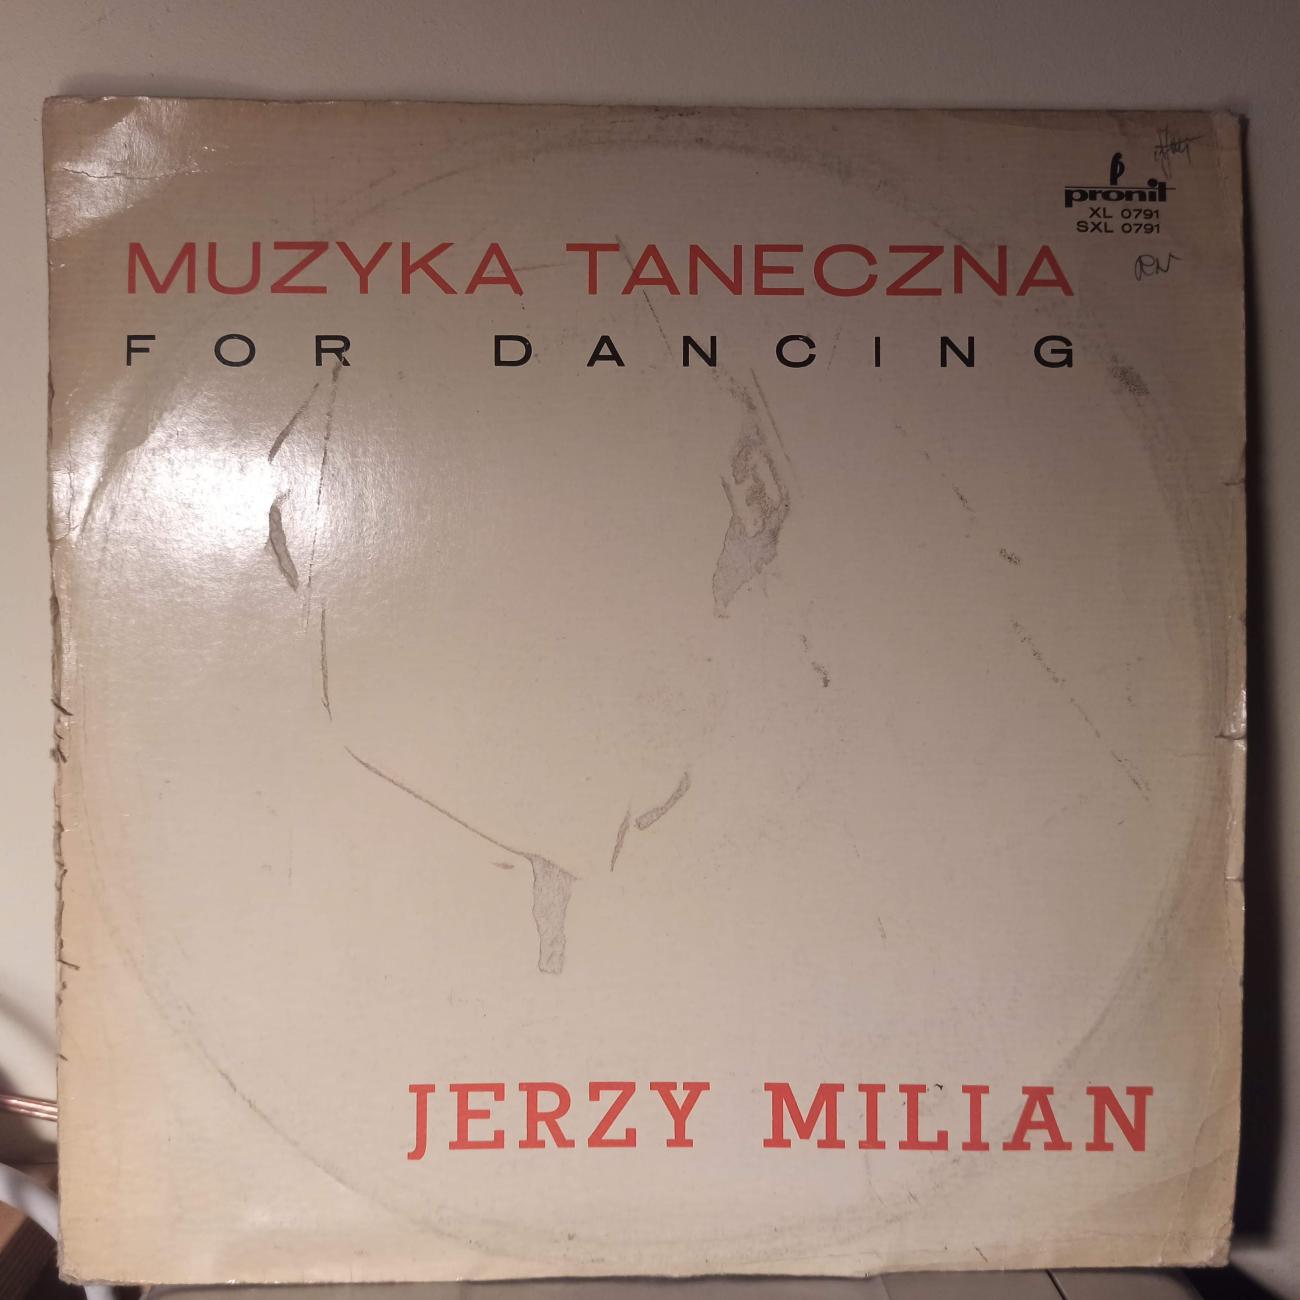 pronit
XL 0791
SXL 0791
MUZYKA TANECZNA
FOR DANCING
JERZY MILIAN